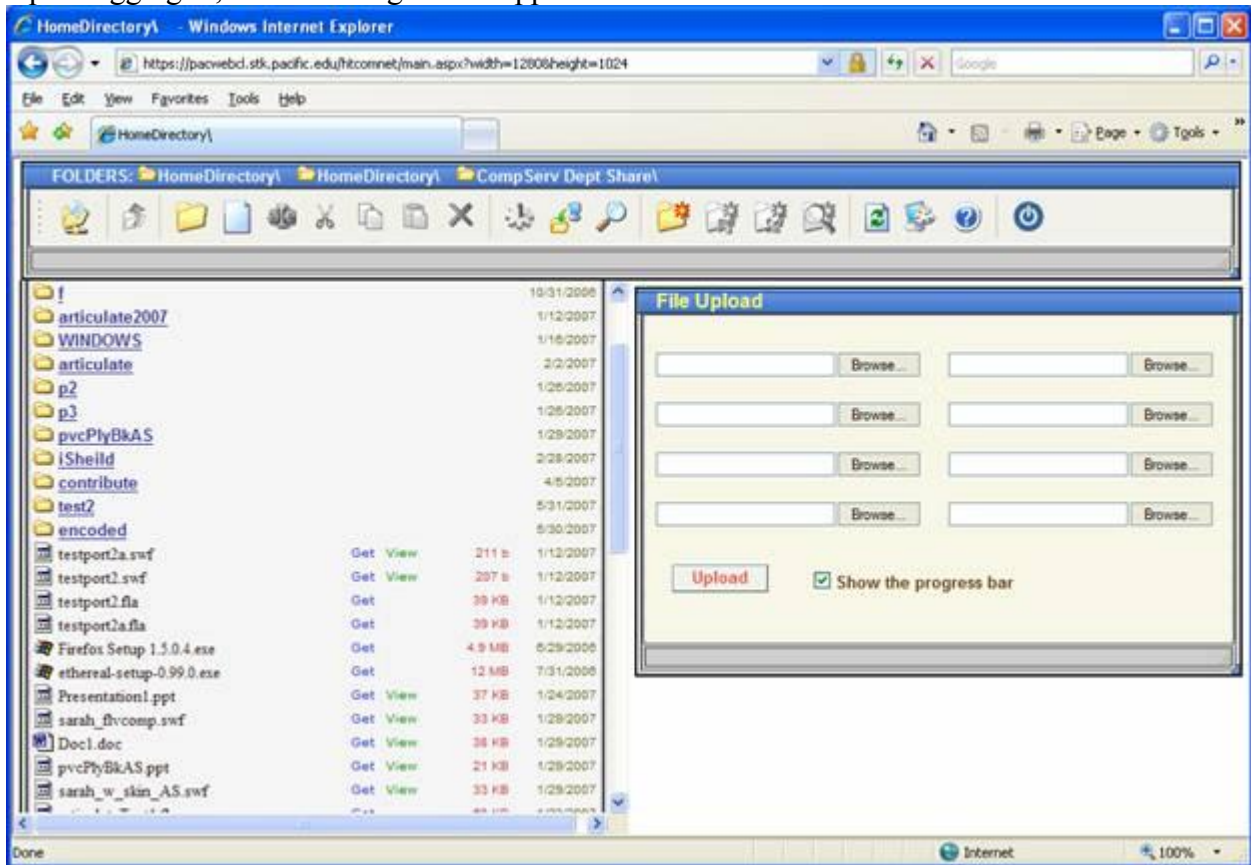 HomeDirectory\ - Windows Internet Explorer
https://pacwebcl.stk.pacific.edu/htcomnet/main.aspx?width=1280&height=1024
Google
File Edit View Favorites Tools Help
HomeDirectory\
Page Tools
FOLDERS: HomeDirectory\ HomeDirectory\ CompServ Dept Share\
f 10/31/2006
articulate2007 1/12/2007
WINDOWS 1/16/2007
articulate 2/2/2007
p2 1/26/2007
p3 1/26/2007
pvcPlyBkAS 1/29/2007
iSheild 2/28/2007
contribute 4/5/2007
test2 5/31/2007
encoded 5/30/2007
testport2a.swf Get View 211 b 1/12/2007
testport2.swf Get View 207 b 1/12/2007
testport2.fla Get 39 KB 1/12/2007
testport2a.fla Get 39 KB 1/12/2007
Firefox Setup 1.5.0.4.exe Get 4.9 MB 6/29/2006
ethereal-setup-0.99.0.exe Get 12 MB 7/31/2006
Presentation1.ppt Get View 37 KB 1/24/2007
sarah_flvcomp.swf Get View 33 KB 1/29/2007
Doc1.doc Get View 36 KB 1/29/2007
pvcPlyBkAS.ppt Get View 21 KB 1/29/2007
sarah_w_skin_AS.swf Get View 33 KB 1/29/2007
File Upload
Browse... Browse...
Browse... Browse...
Browse... Browse...
Browse... Browse...
Upload Show the progress bar
Done Internet 100%